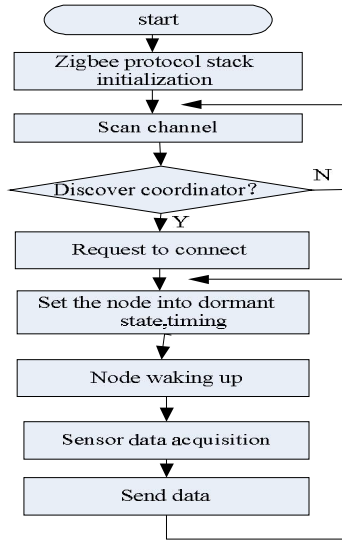 start
Zigbee protocol stack
initialization
Scan channel
Discover coordinator?
N
Y
Request to connect
Set the node into dormant
state,timing
Node waking up
Sensor data acquisition
Send data